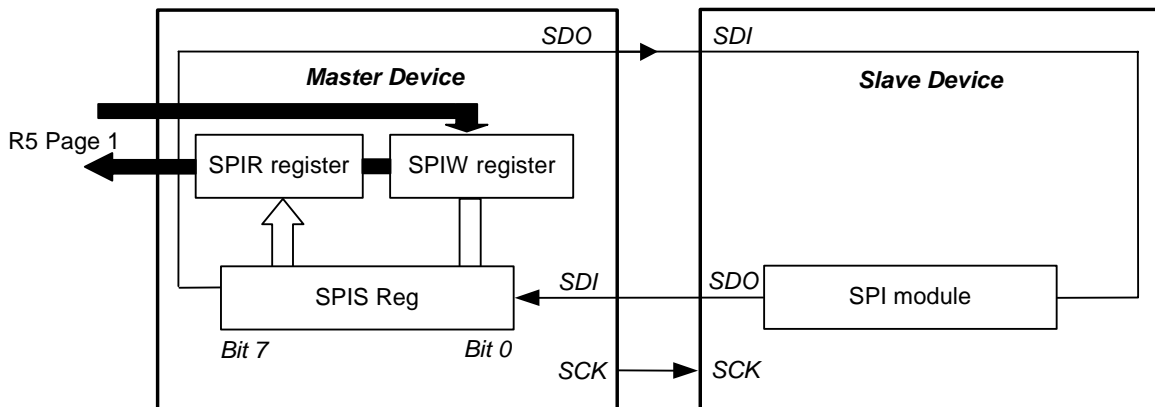 SDO SDI
Master Device Slave Device
R5 Page 1
SPIR register SPIW register
SPIS Reg SDI SDO SPI module
Bit 7 Bit 0
SCK SCK